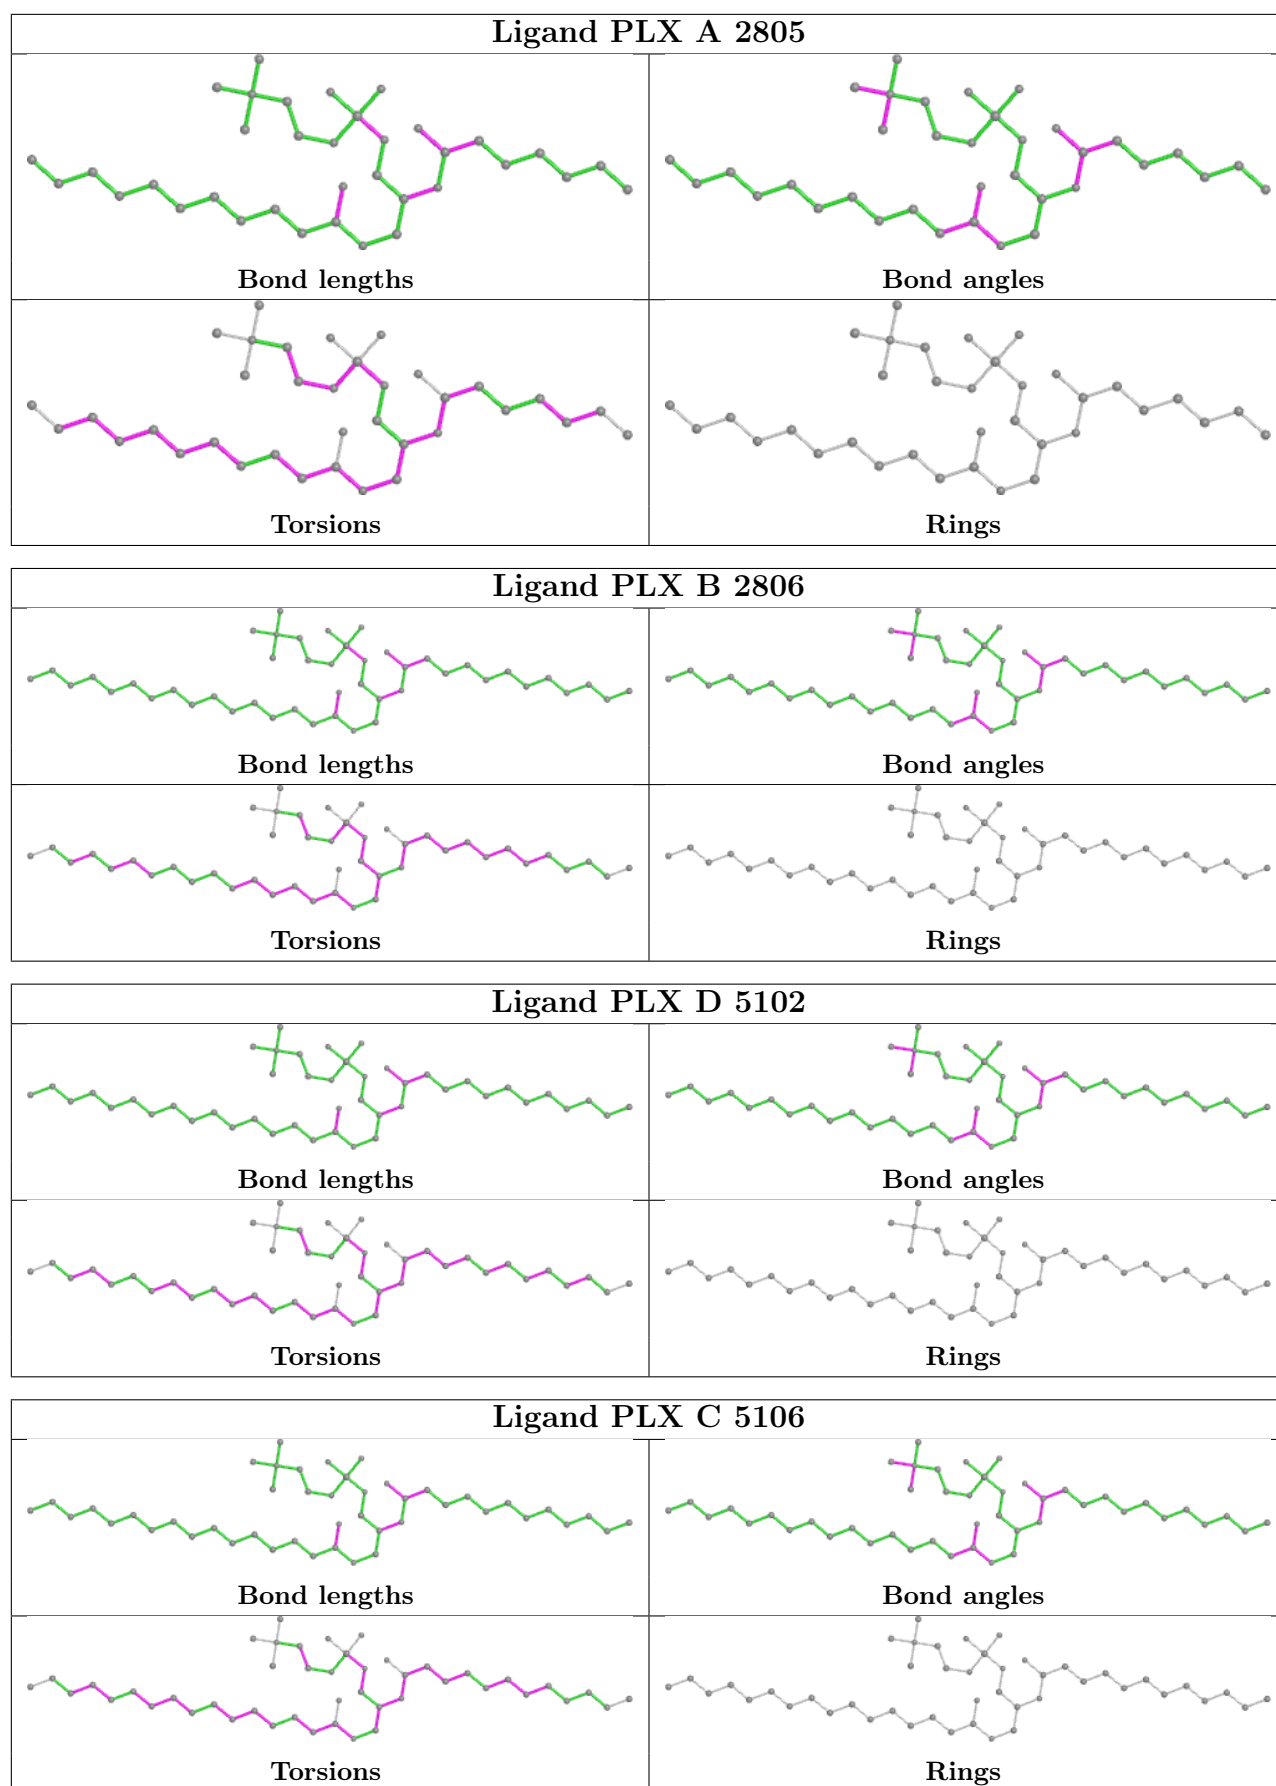 Ligand PLX A 2805
Bond lengths
Bond angles
Torsions
Rings
Ligand PLX B 2806
Bond lengths
Bond angles
Torsions
Rings
Ligand PLX D 5102
Bond lengths
Bond angles
Torsions
Rings
Ligand PLX C 5106
Bond lengths
Bond angles
Torsions
Rings